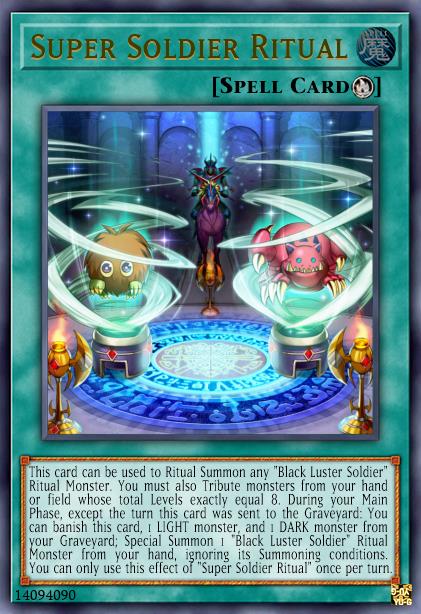 SUPER SOLDIER RITUAL
魔
[SPELL CARD]
This card can be used to Ritual Summon any "Black Luster Soldier"
Ritual Monster. You must also Tribute monsters from your hand
or field whose total Levels exactly equal 8. During your Main
Phase, except the turn this card was sent to the Graveyard: You
can banish this card, 1 LIGHT monster, and 1 DARK monster from
your Graveyard; Special Summon 1 "Black Luster Soldier" Ritual
Monster from your hand, ignoring its Summoning conditions.
You can only use this effect of "Super Soldier Ritual" once per turn.
14094090